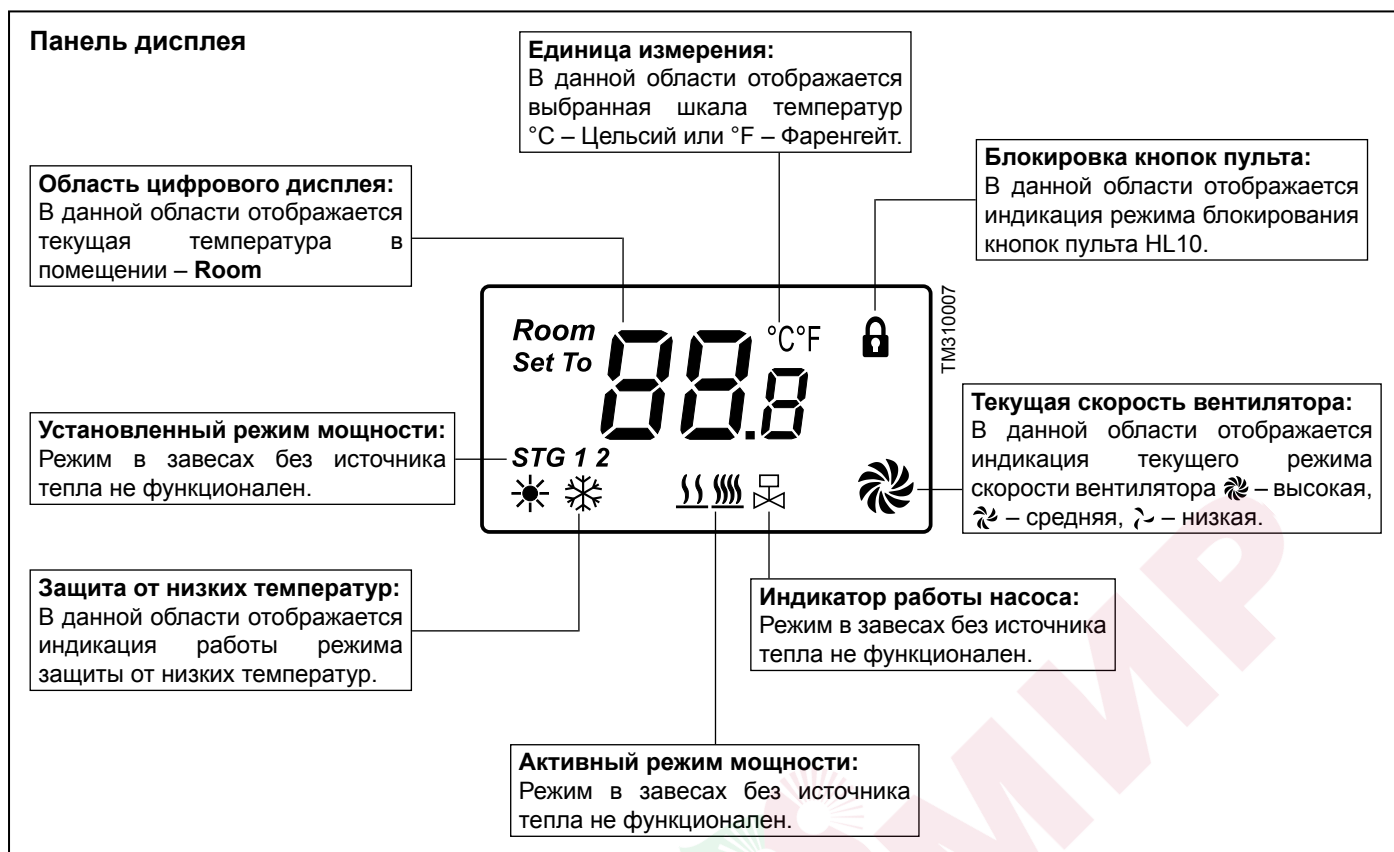 Панель дисплея
Единица измерения:
В данной области отображается
выбранная шкала температур
°C – Цельсий или °F – Фаренгейт.
Блокировка кнопок пульта:
В данной области отображается
индикация режима блокирования
кнопок пульта HL10.
Область цифрового дисплея:
В данной области отображается
текущая температура в
помещении – Room
Room
Set To
88.8
°C°F
TM310007
Установленный режим мощности:
Режим в завесах без источника
тепла не функционален.
STG 1 2
Текущая скорость вентилятора:
В данной области отображается
индикация текущего режима
скорости вентилятора – высокая,
– средняя, – низкая.
Защита от низких температур:
В данной области отображается
индикация работы режима
защиты от низких температур.
Индикатор работы насоса:
Режим в завесах без источника
тепла не функционален.
Активный режим мощности:
Режим в завесах без источника
тепла не функционален.
МИР